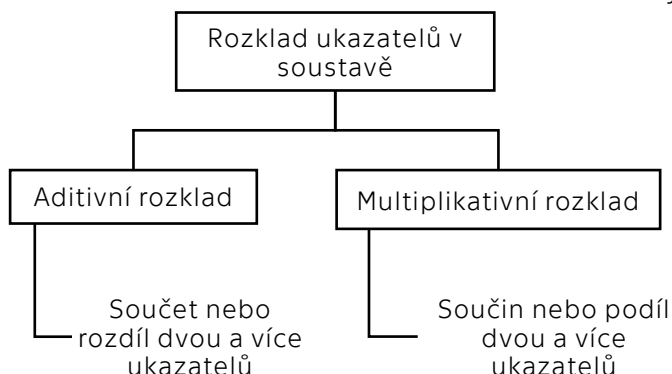 Rozklad ukazatelů v
soustavě
Aditivní rozklad
Multiplikativní rozklad
Součet nebo
rozdíl dvou a více
ukazatelů
Součin nebo podíl
dvou a více
ukazatelů